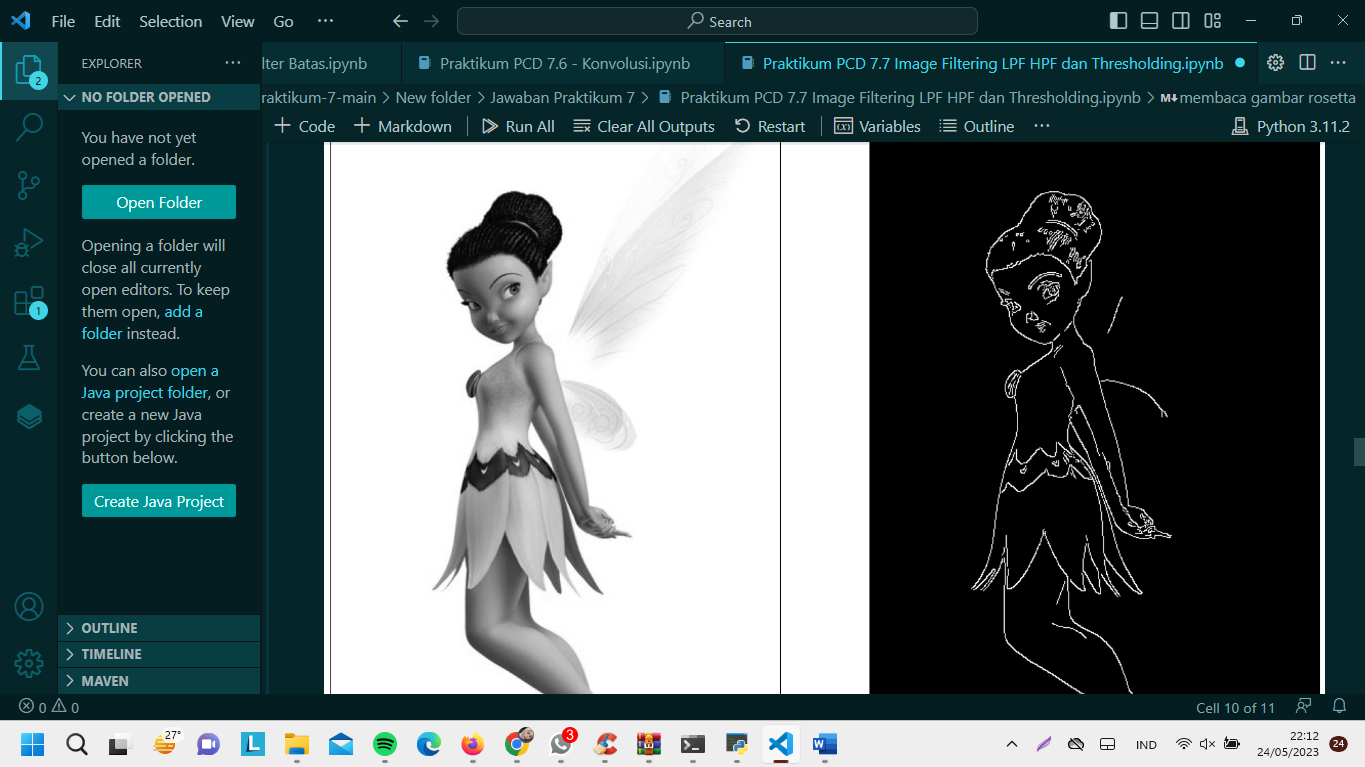 File Edit Selection View Go ···
Search
EXPLORER ···
lter Batas.ipynb
Praktikum PCD 7.6 - Konvolusi.ipynb
Praktikum PCD 7.7 Image Filtering LPF HPF dan Thresholding.ipynb
2
NO FOLDER OPENED
raktikum-7-main > New folder > Jawaban Praktikum 7 > Praktikum PCD 7.7 Image Filtering LPF HPF dan Thresholding.ipynb > M↓ membaca gambar rosetta
+ Code + Markdown Run All Clear All Outputs Restart Variables Outline ··· Python 3.11.2
You have not yet
opened a folder.
Open Folder
Opening a folder will
close all currently
open editors. To keep
them open, add a
folder instead.
1
You can also open a
Java project folder, or
create a new Java
project by clicking the
button below.
Create Java Project
OUTLINE
TIMELINE
MAVEN
0 0
Cell 10 of 11
27°
L
3
W
IND
22:12
24/05/2023
24